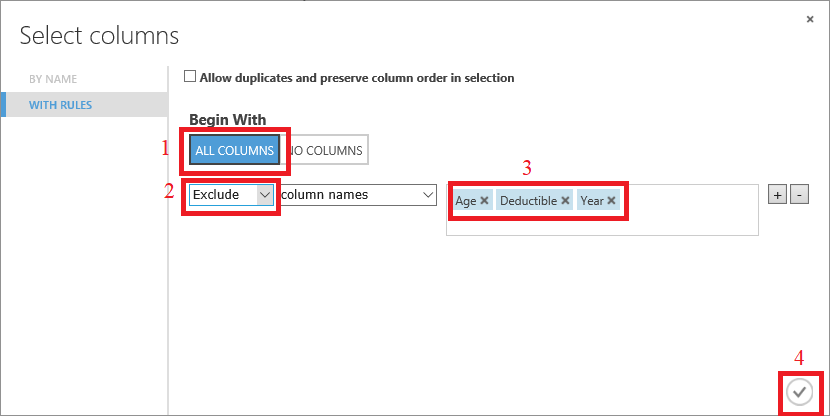 ×
Select columns
BY NAME
WITH RULES
Allow duplicates and preserve column order in selection
Begin With
1 ALL COLUMNS NO COLUMNS
3
2 Exclude column names Age × Deductible × Year × + -
4